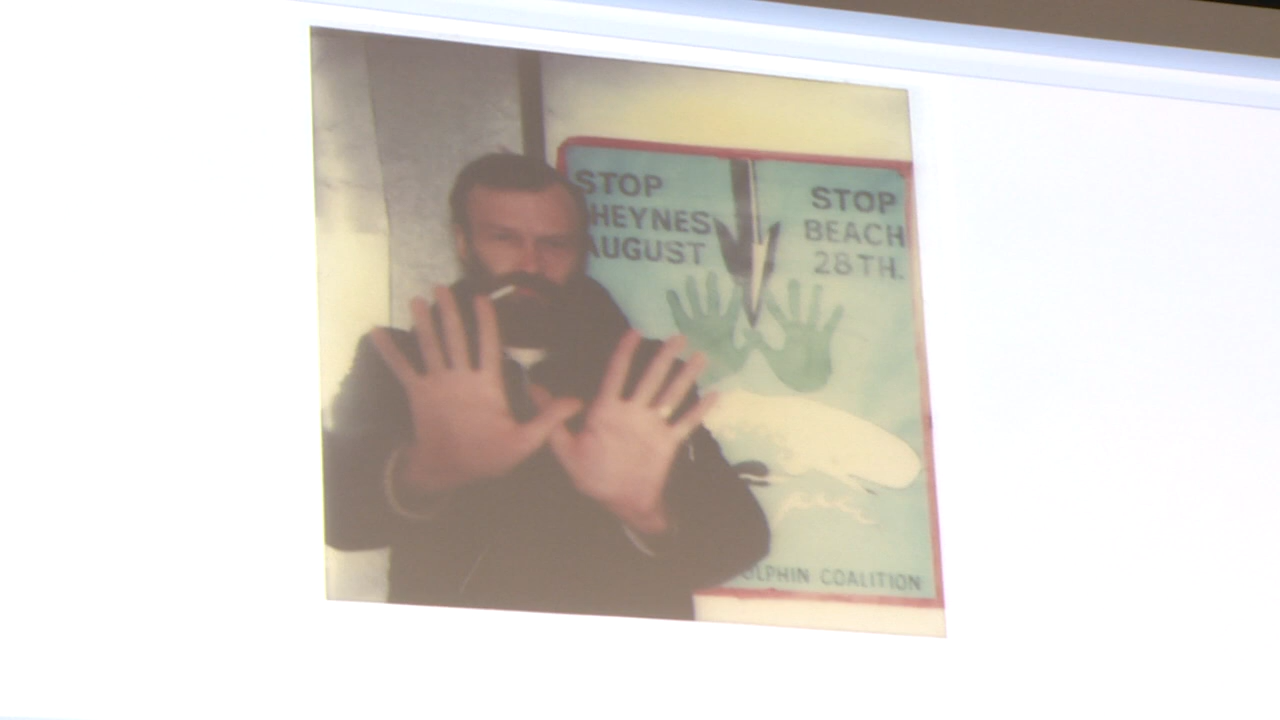 STOP
HEYNES
AUGUST
STOP
BEACH
28TH.
OLPHIN COALITION